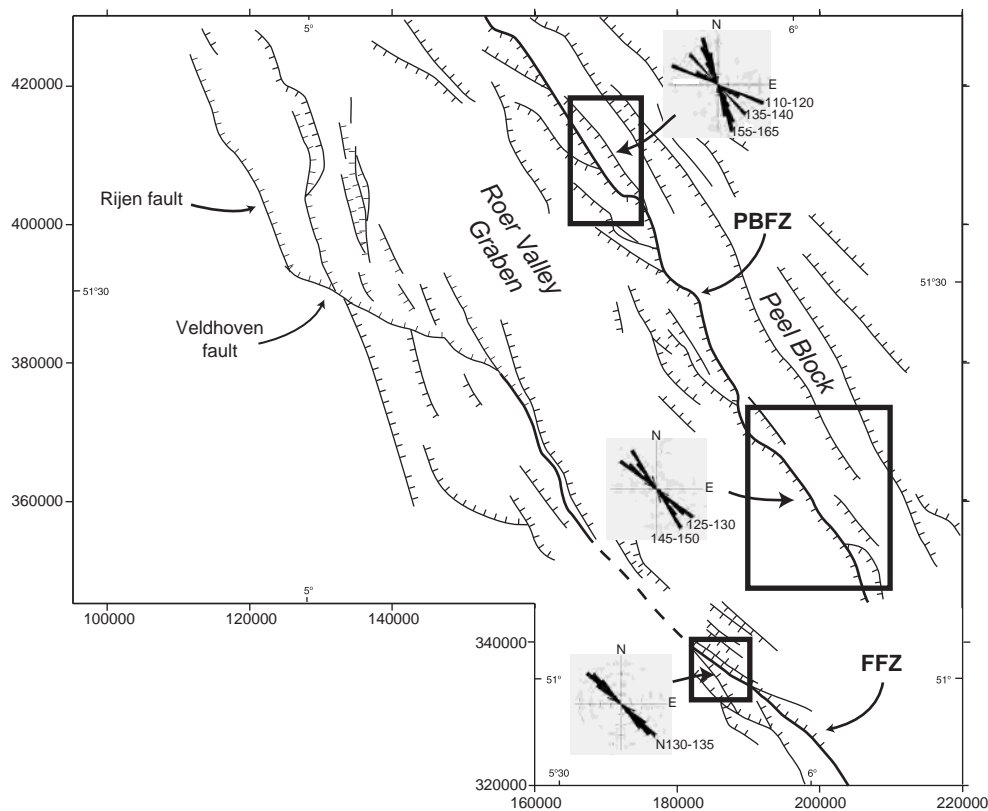 5°
6°
N
E
110-120
135-140
155-165
420000
400000
380000
360000
51°30
51°30
Rijen fault
Veldhoven
fault
Roer Valley
Graben
PBFZ
Peel Block
N
E
125-130
145-150
5°
100000
120000
140000
340000
320000
51°
51°
N
E
N130-135
FFZ
5°30
6°
160000
180000
200000
220000